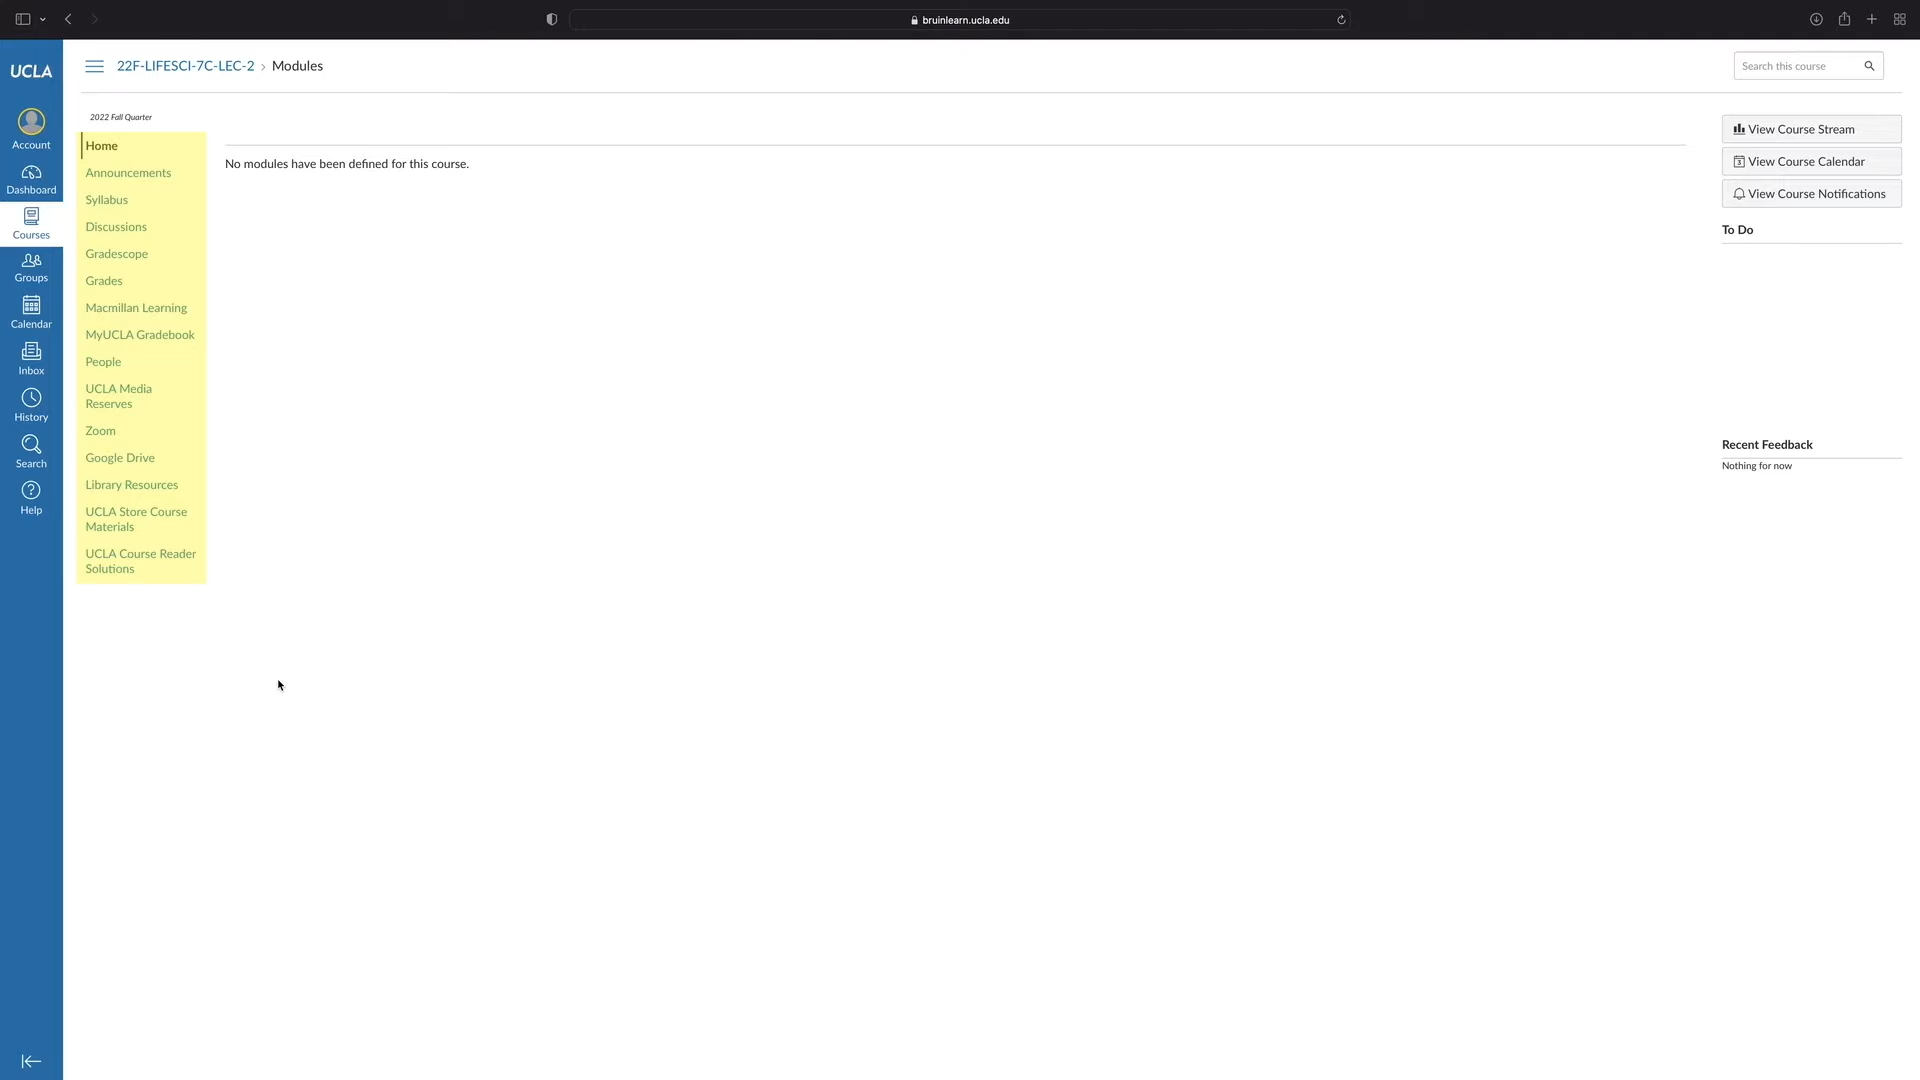 bruinlearn.ucla.edu
UCLA
22F-LIFESCI-7C-LEC-2 › Modules
Search this course
Account
Dashboard
Courses
Groups
Calendar
Inbox
History
Search
Help
2022 Fall Quarter
Home
Announcements
Syllabus
Discussions
Gradescope
Grades
Macmillan Learning
MyUCLA Gradebook
People
UCLA Media
Reserves
Zoom
Google Drive
Library Resources
UCLA Store Course
Materials
UCLA Course Reader
Solutions
No modules have been defined for this course.
View Course Stream
View Course Calendar
View Course Notifications
To Do
Recent Feedback
Nothing for now